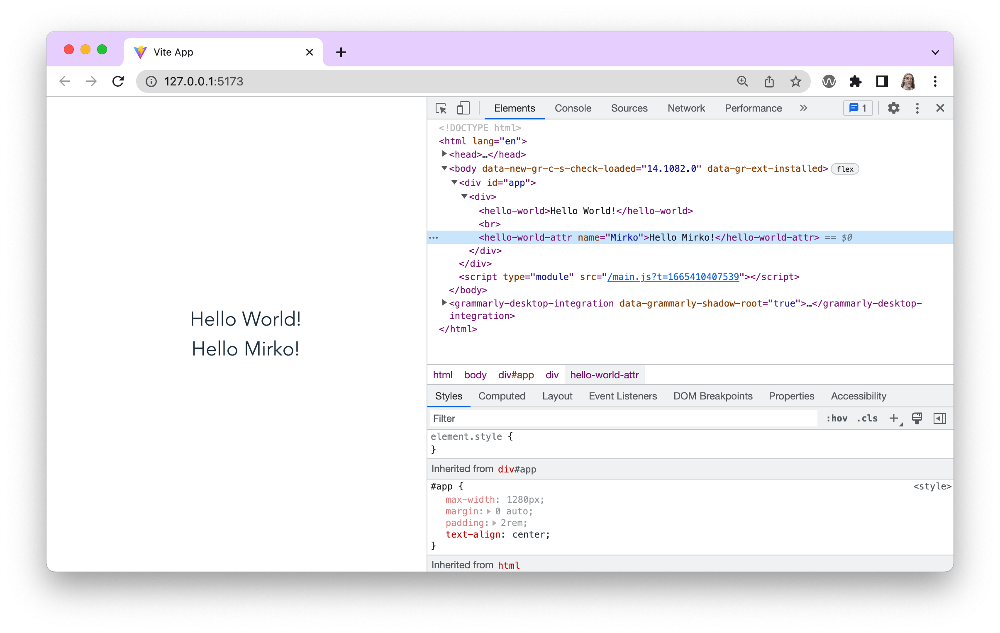 Vite App
127.0.0.1:5173
Hello World!
Hello Mirko!
Elements Console Sources Network Performance » 1
<!DOCTYPE html>
<html lang="en">
<head>…</head>
<body data-new-gr-c-s-check-loaded="14.1082.0" data-gr-ext-installed> flex
<div id="app">
<div>
<hello-world>Hello World!</hello-world>
<br>
<hello-world-attr name="Mirko">Hello Mirko!</hello-world-attr> == $0
</div>
</div>
<script type="module" src="/main.js?t=1665410407539"></script>
</body>
<grammarly-desktop-integration data-grammarly-shadow-root="true">…</grammarly-desktop-
integration>
</html>
html body div#app div hello-world-attr
Styles Computed Layout Event Listeners DOM Breakpoints Properties Accessibility
Filter :hov .cls
element.style {
}
Inherited from div#app
#app { <style>
max-width: 1280px;
margin: 0 auto;
padding: 2rem;
text-align: center;
}
Inherited from html